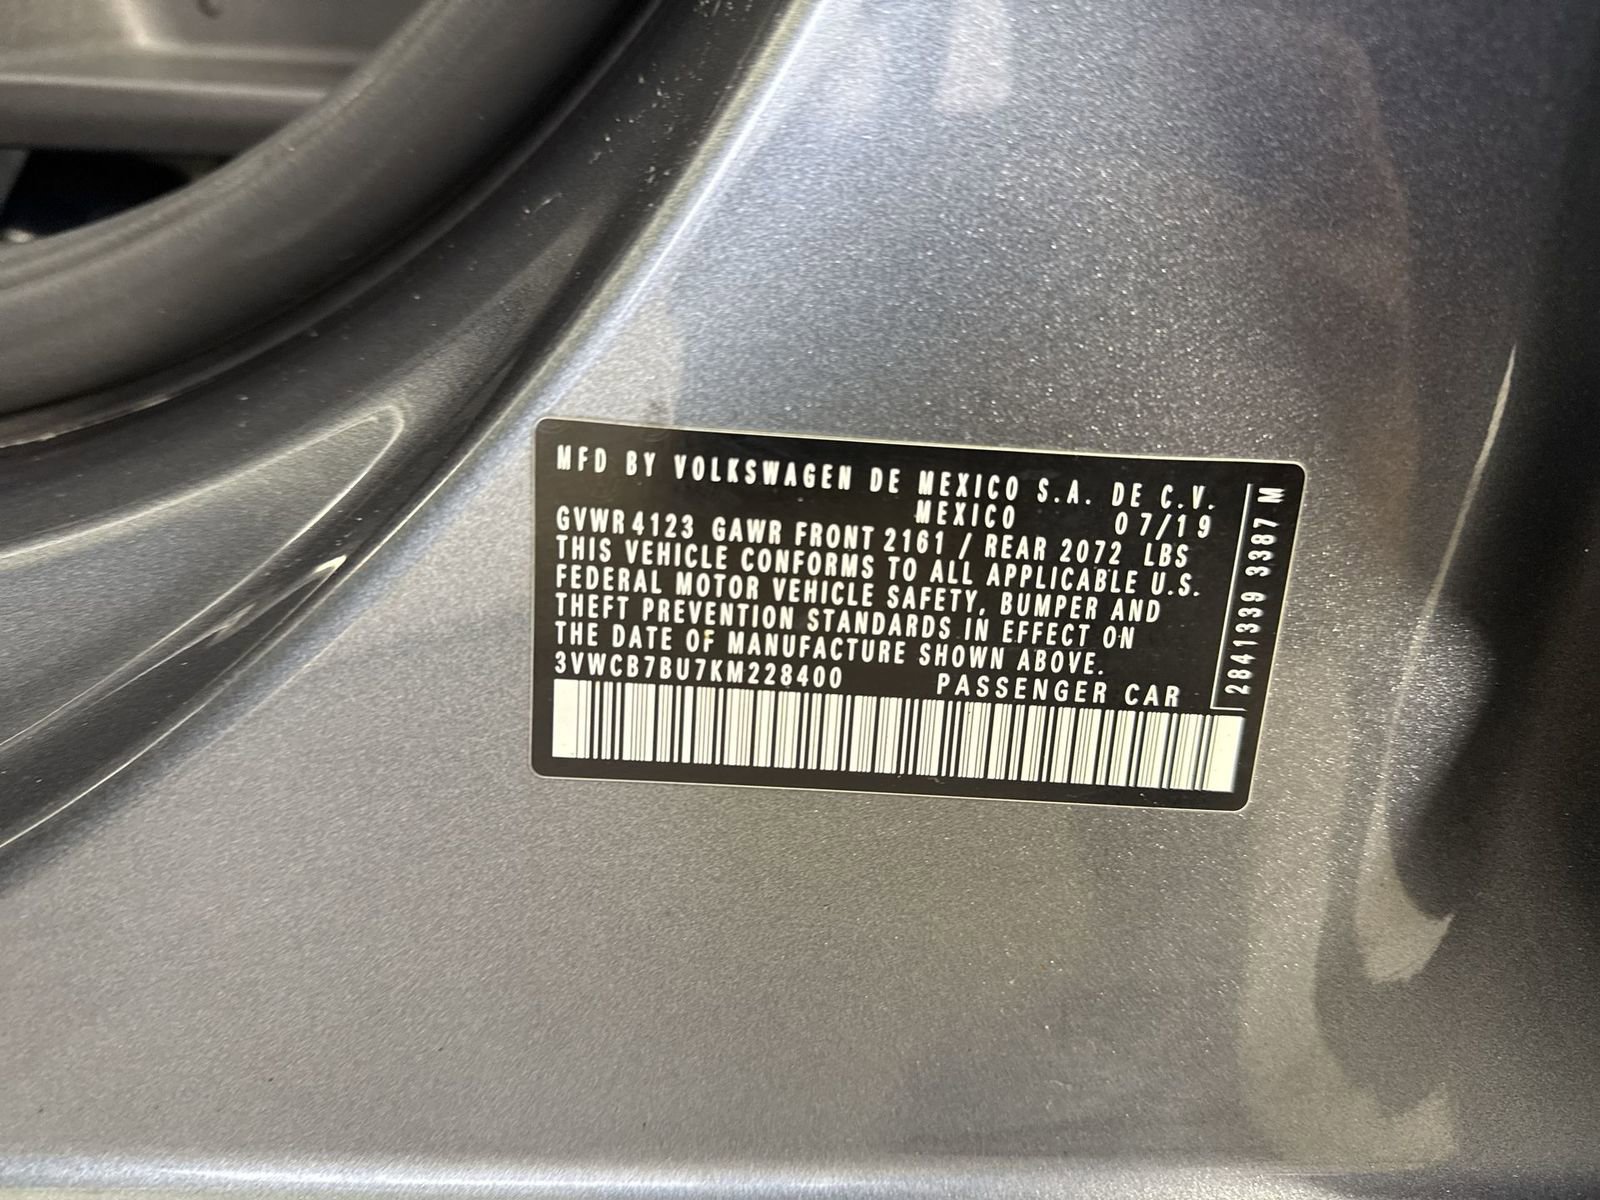 MFD BY VOLKSWAGEN DE MEXICO S.A. DE C.V.
MEXICO 07/19
GVWR 4123 GAWR FRONT 2161 / REAR 2072 LBS
THIS VEHICLE CONFORMS TO ALL APPLICABLE U.S.
FEDERAL MOTOR VEHICLE SAFETY, BUMPER AND
THEFT PREVENTION STANDARDS IN EFFECT ON
THE DATE OF MANUFACTURE SHOWN ABOVE.
3VWCB7BU7KM228400 PASSENGER CAR
2841339 3387 M